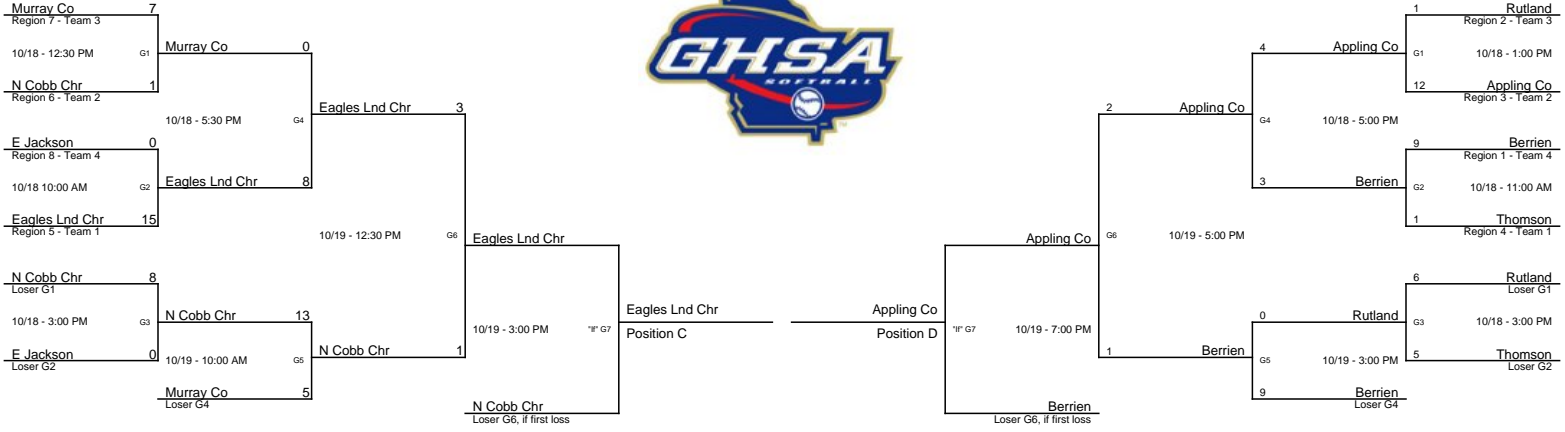 GHSA
SOFTBALL
TM
Murray Co 7
Region 7 - Team 3
10/18 - 12:30 PM G1
N Cobb Chr 1
Region 6 - Team 2
Murray Co 0
10/18 - 5:30 PM G4
E Jackson 0
Region 8 - Team 4
10/18 10:00 AM G2
Eagles Lnd Chr 15
Region 5 - Team 1
Eagles Lnd Chr 8
Eagles Lnd Chr 3
10/19 - 12:30 PM G6
N Cobb Chr 8
Loser G1
10/18 - 3:00 PM G3
E Jackson 0
Loser G2
N Cobb Chr 13
10/19 - 10:00 AM G5
Murray Co 5
Loser G4
N Cobb Chr 1
Eagles Lnd Chr
10/19 - 3:00 PM "If" G7
N Cobb Chr
Loser G6, if first loss
Eagles Lnd Chr
Position C
Appling Co
Position D
Appling Co
"If" G7 10/19 - 7:00 PM
Berrien
Loser G6, if first loss
2 Appling Co
G6 10/19 - 5:00 PM
1 Berrien
4 Appling Co
G4 10/18 - 5:00 PM
3 Berrien
0 Rutland
G5 10/19 - 3:00 PM
9 Berrien
Loser G4
1 Rutland
Region 2 - Team 3
G1 10/18 - 1:00 PM
12 Appling Co
Region 3 - Team 2
9 Berrien
Region 1 - Team 4
G2 10/18 - 11:00 AM
1 Thomson
Region 4 - Team 1
6 Rutland
Loser G1
G3 10/18 - 3:00 PM
5 Thomson
Loser G2